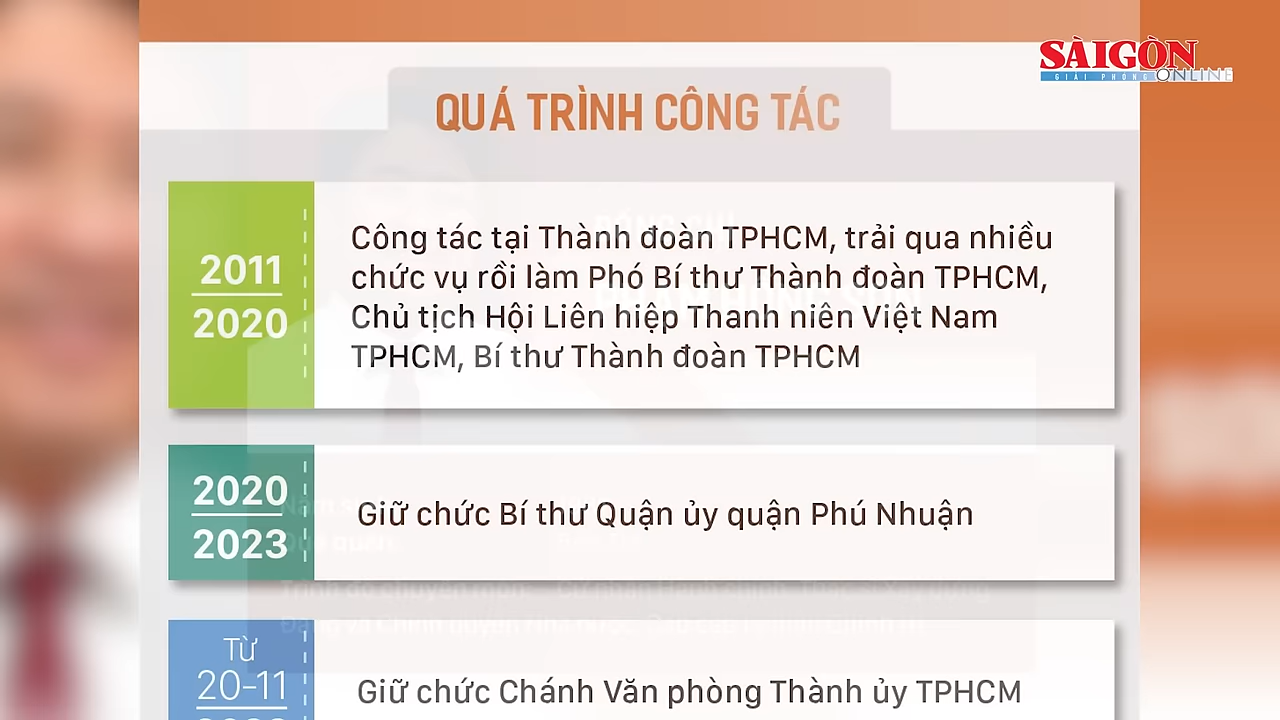 SÀIGÒN
GIẢI PHÓNG ONLINE
QUÁ TRÌNH CÔNG TÁC
2011
2020
Công tác tại Thành đoàn TPHCM, trải qua nhiều
chức vụ rồi làm Phó Bí thư Thành đoàn TPHCM,
Chủ tịch Hội Liên hiệp Thanh niên Việt Nam
TPHCM, Bí thư Thành đoàn TPHCM
2020
2023
Giữ chức Bí thư Quận ủy quận Phú Nhuận
Từ
20-11
Giữ chức Chánh Văn phòng Thành ủy TPHCM